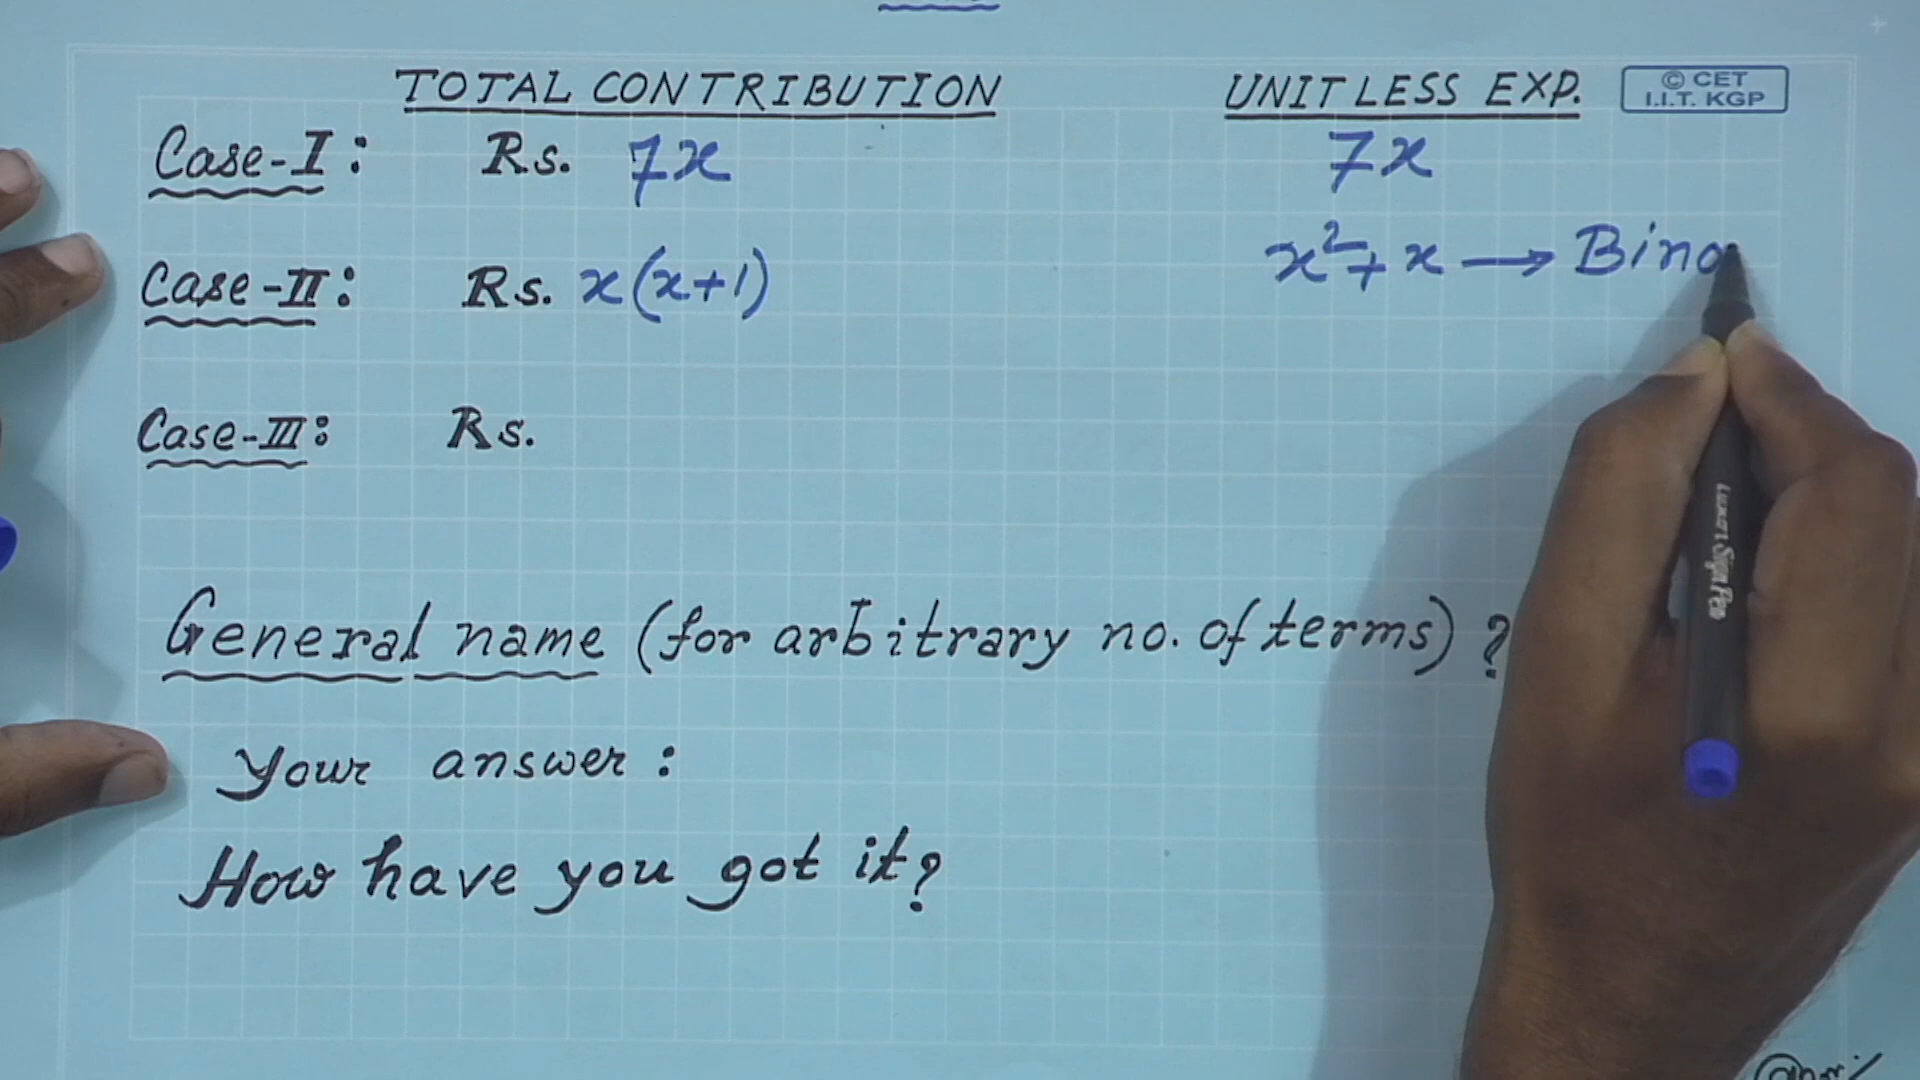 TOTAL CONTRIBUTION UNITLESS EXP. © CET
I.I.T. KGP
Case-I: Rs. 7x 7x
Case-II: Rs. x(x+1) x²+x → Bino
Case-III: Rs.
General name (for arbitrary no. of terms) ?
Your answer:
How have you got it?